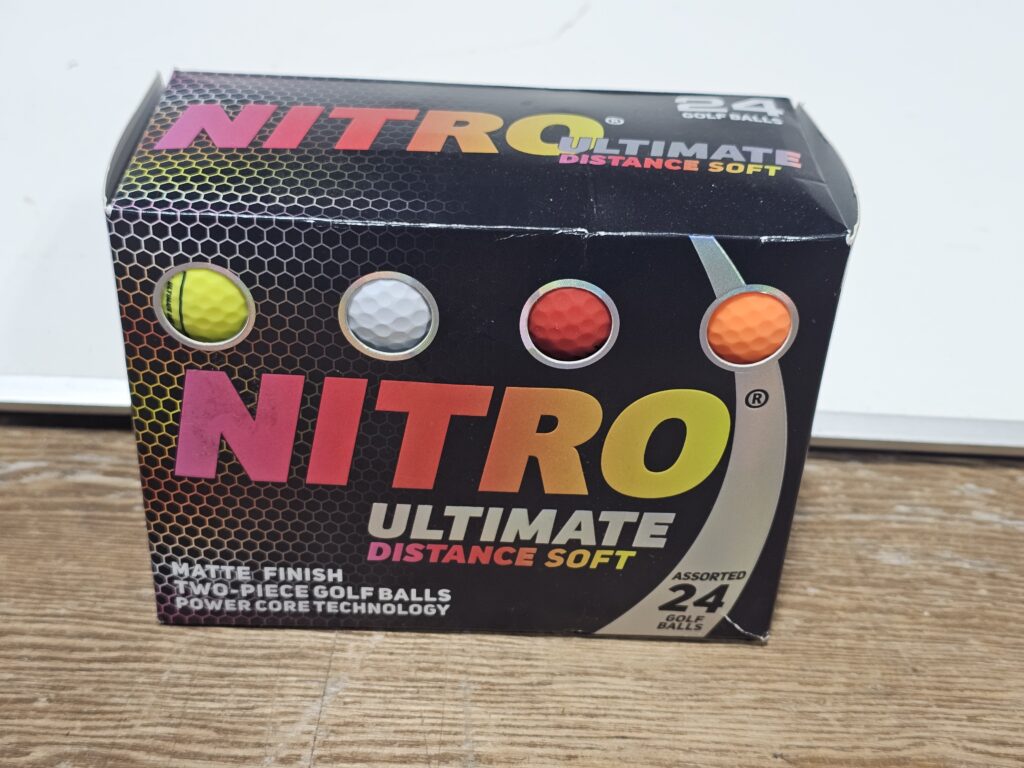 NITRO®
24
GOLF BALLS
ULTIMATE
DISTANCE SOFT
NITRO®
ULTIMATE
DISTANCE SOFT
MATTE FINISH
TWO-PIECE GOLF BALLS
POWER CORE TECHNOLOGY
ASSORTED
24
GOLF
BALLS